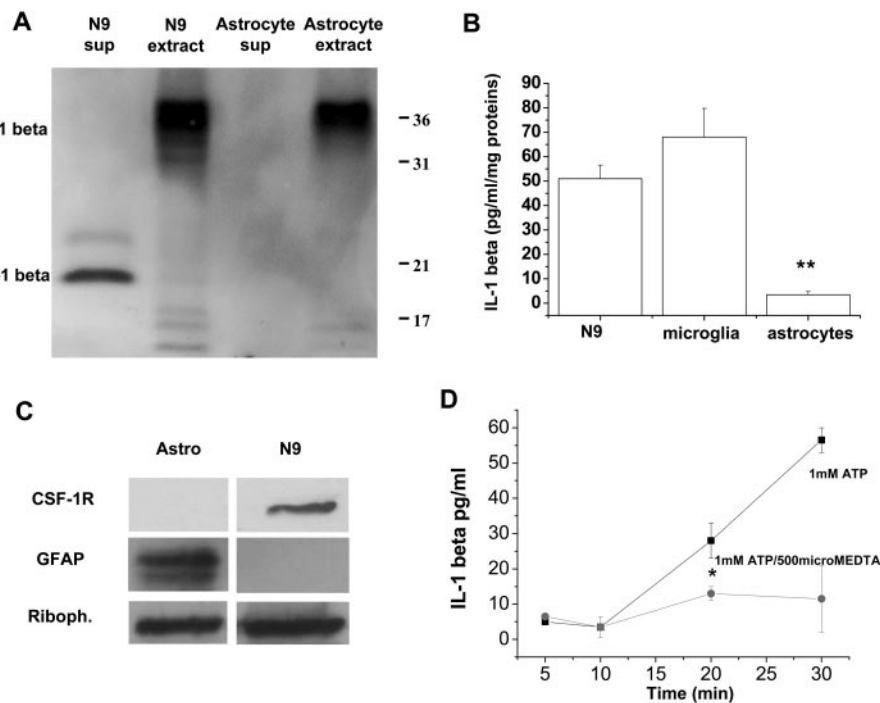 A
N9 sup
N9 extract
Astrocyte sup
Astrocyte extract
1 beta
36
31
21
-1 beta
17
B
IL-1 beta (pg/ml/mg proteins)
90
80
70
60
50
40
30
20
10
0
**
N9
microglia
astrocytes
C
Astro
N9
CSF-1R
GFAP
Riboph.
D
IL-1 beta pg/ml
60
50
40
30
20
10
0
1mM ATP
1mM ATP/500microMEDTA
*
5
10
15
20
25
30
Time (min)